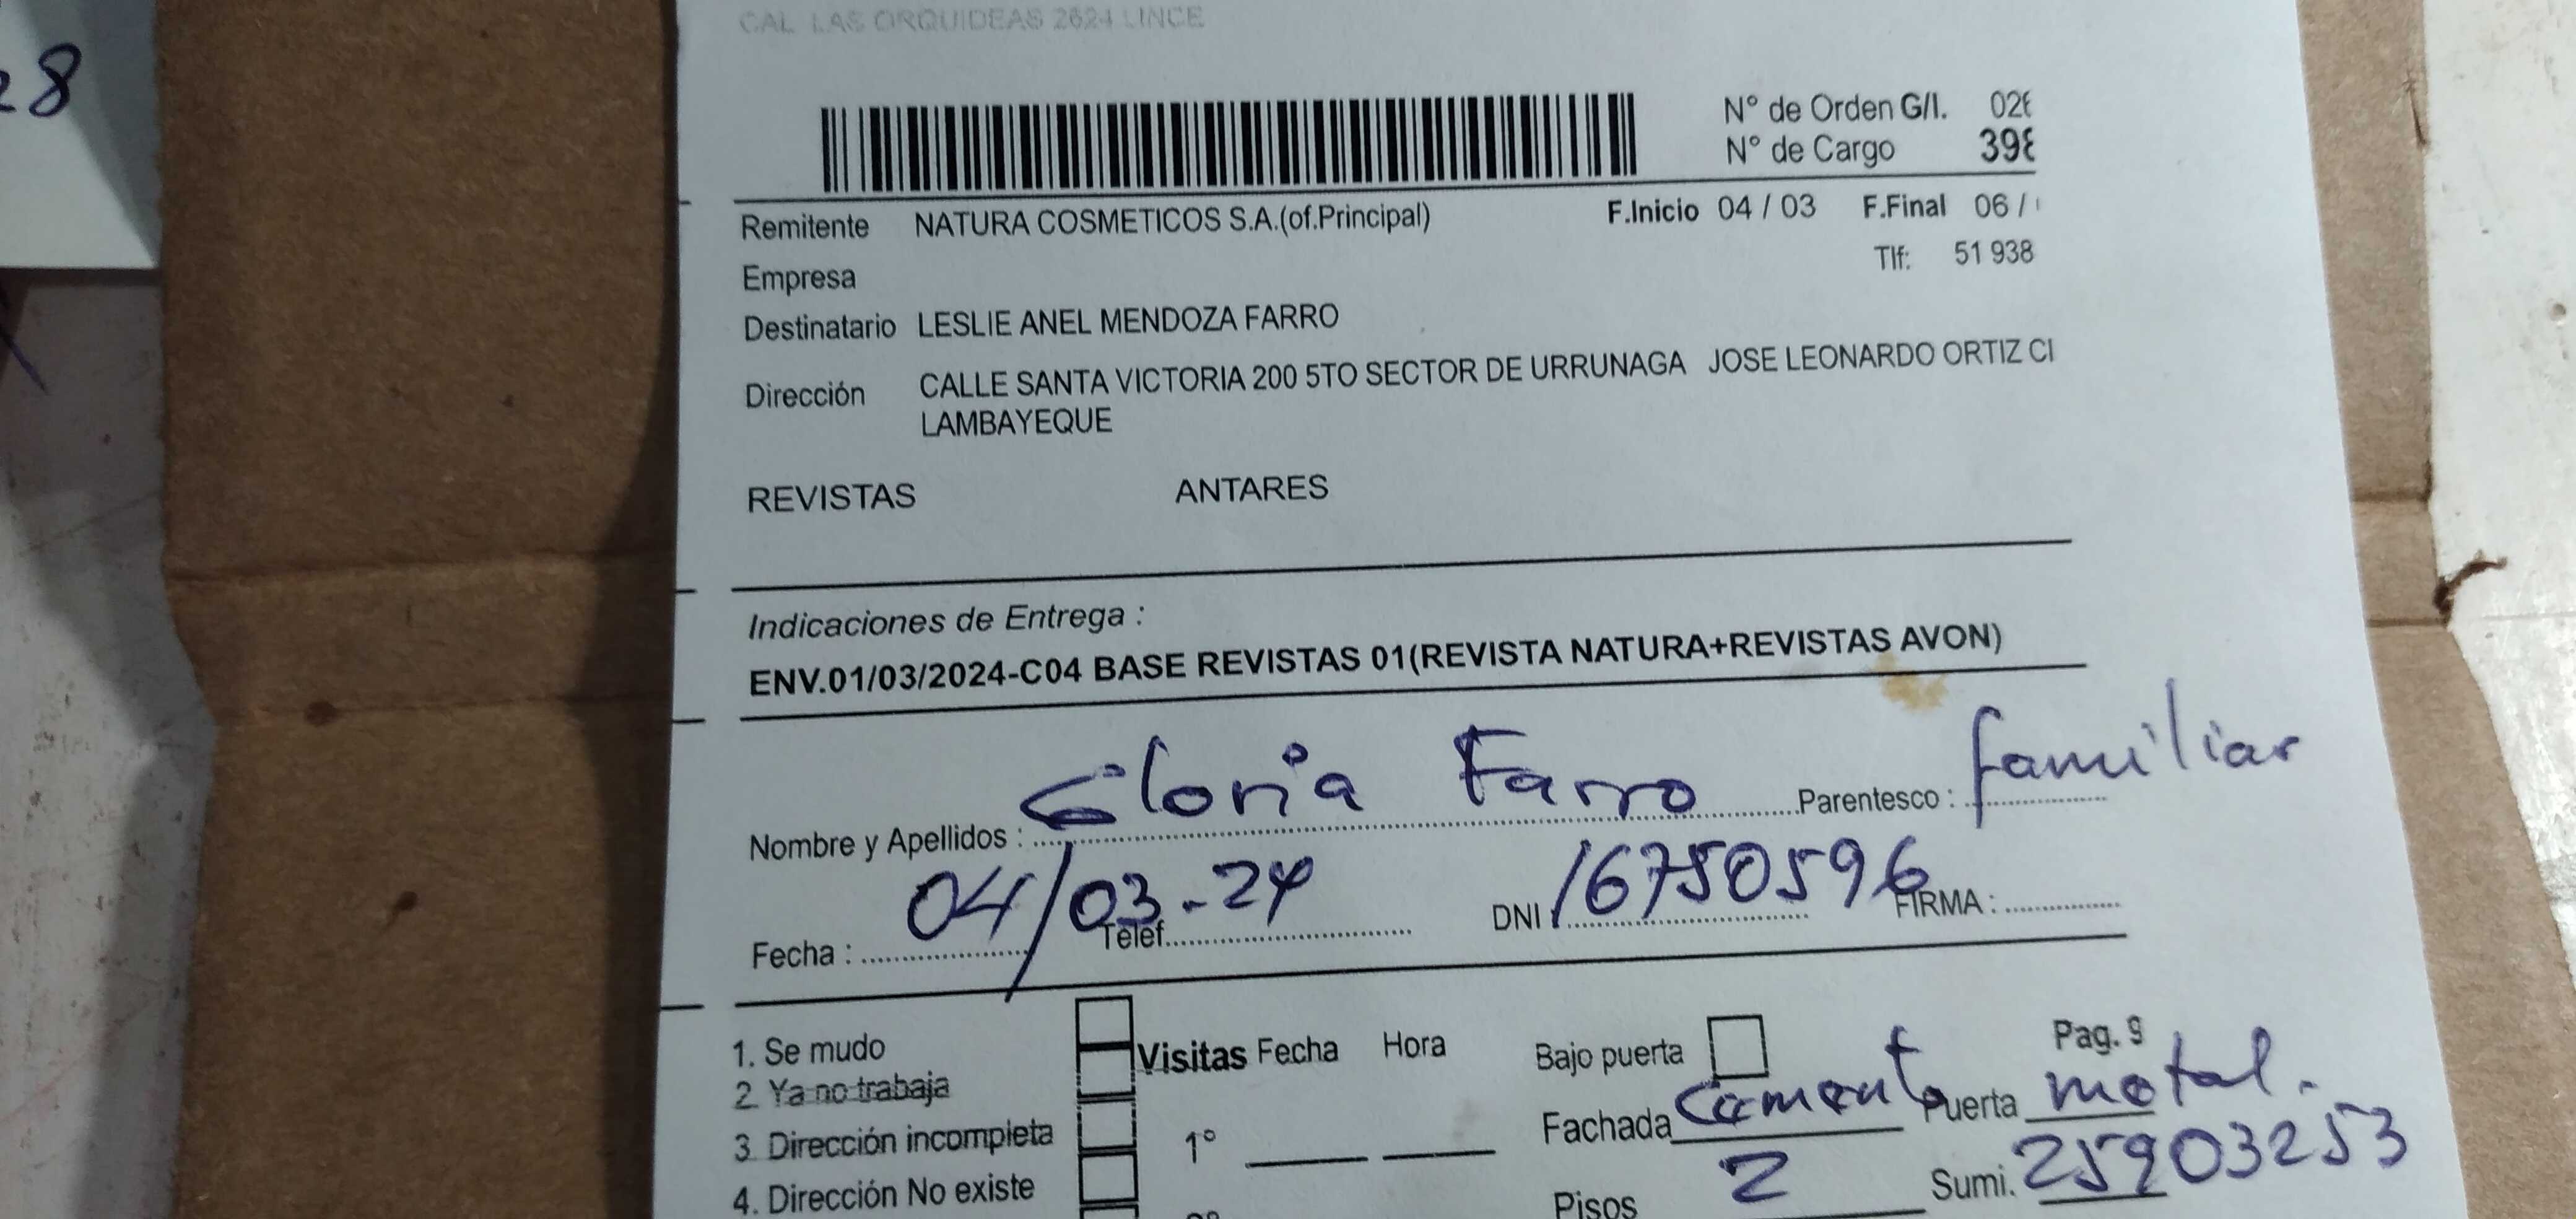 28
CAL LAS ORQUIDEAS 2624 LINCE
N° de Orden G/I. 026
N° de Cargo 398
Remitente NATURA COSMETICOS S.A.(of.Principal) F.Inicio 04 / 03 F.Final 06 /
Empresa Tlf: 51 938
Destinatario LESLIE ANEL MENDOZA FARRO
Dirección CALLE SANTA VICTORIA 200 5TO SECTOR DE URRUNAGA JOSE LEONARDO ORTIZ CI
LAMBAYEQUE
REVISTAS ANTARES
Indicaciones de Entrega :
ENV.01/03/2024-C04 BASE REVISTAS 01(REVISTA NATURA+REVISTAS AVON)
Nombre y Apellidos : Gloria Farro Parentesco : familiar
Fecha : 04/03-24 Telef. DNI : 16750596 FIRMA :
1. Se mudo Visitas Fecha Hora Bajo puerta Pag. 9
2. Ya no trabaja Fachada Cemento Puerta metal.
3. Dirección incompleta 1°
4. Dirección No existe Pisos 2 Sumi. 25903253